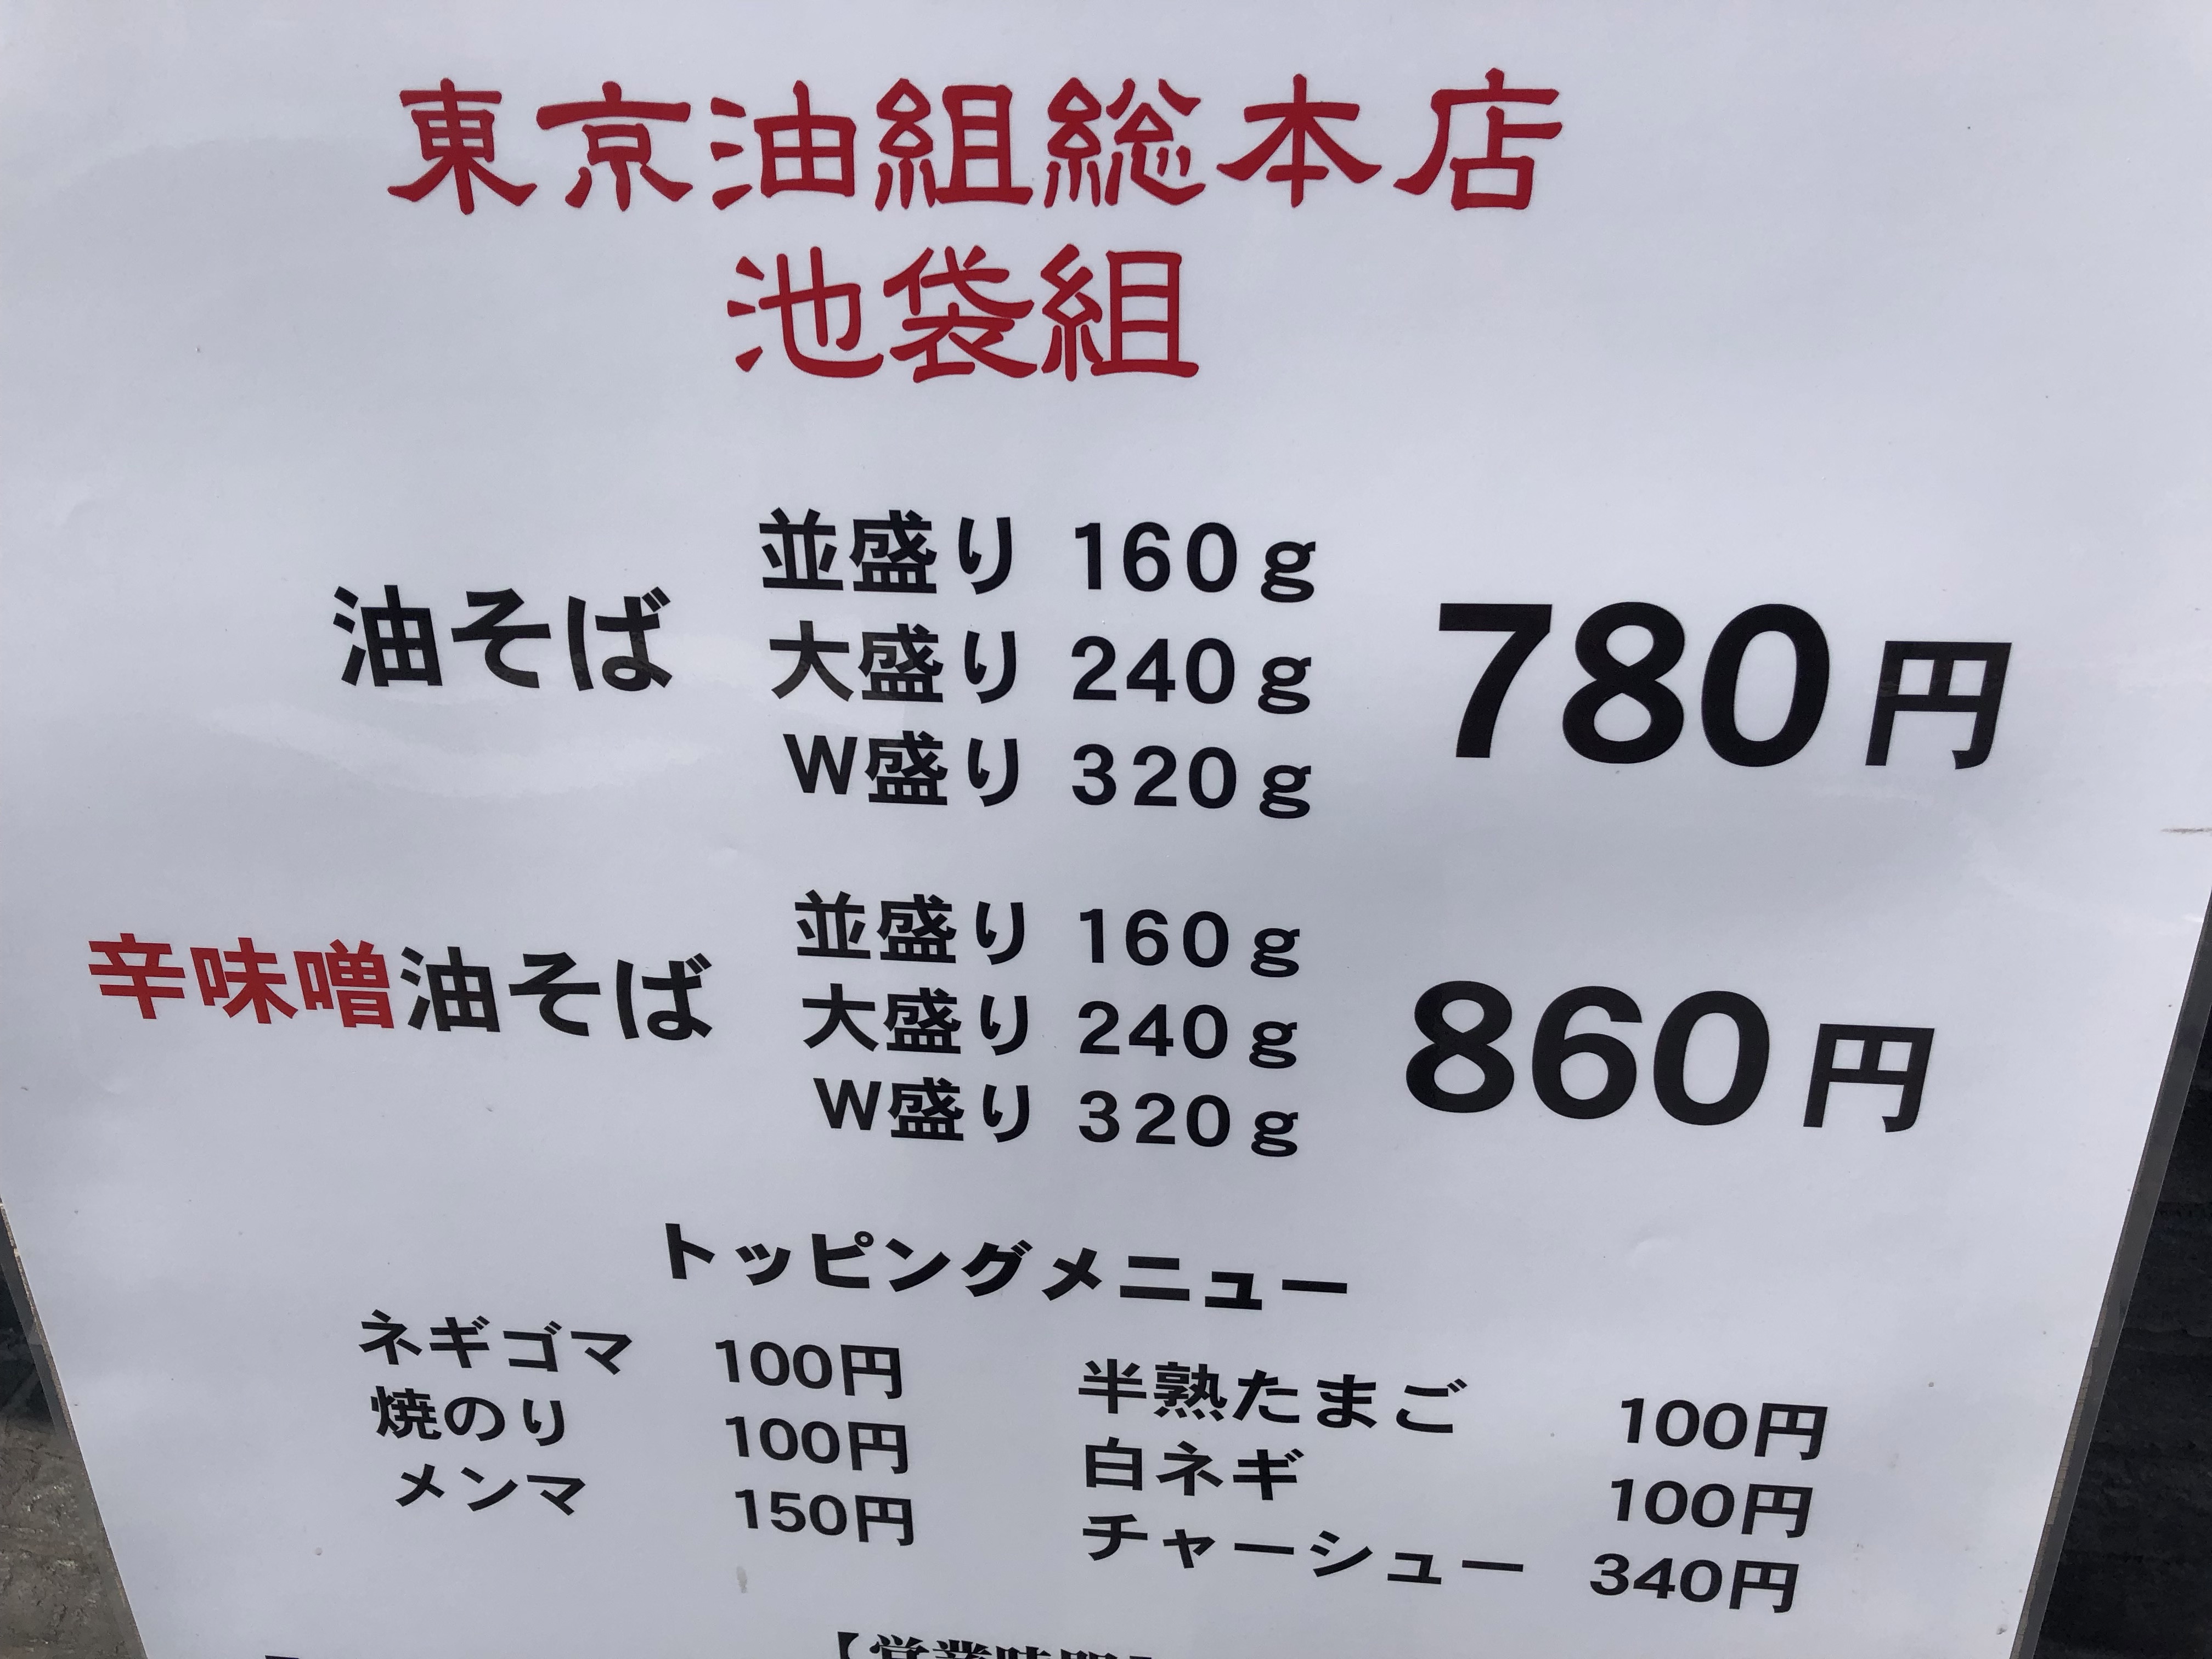 東京油組総本店
池袋組
油そば 並盛り 160g 780円
大盛り 240g
W盛り 320g
辛味噌油そば 並盛り 160g 860円
大盛り 240g
W盛り 320g
トッピングメニュー
ネギゴマ 100円 半熟たまご 100円
焼のり 100円 白ネギ 100円
メンマ 150円 チャーシュー 340円